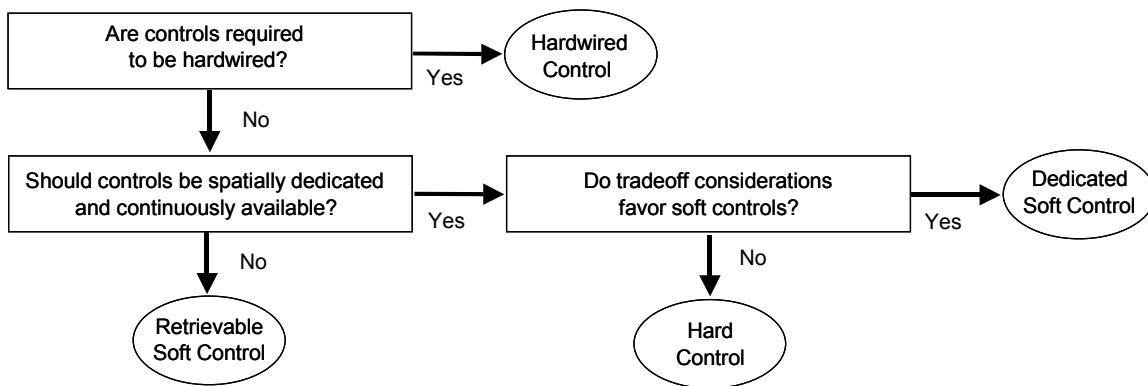 Are controls required
to be hardwired?
Yes
Hardwired
Control
No
Should controls be spatially dedicated
and continuously available?
Yes
Do tradeoff considerations
favor soft controls?
Yes
Dedicated
Soft Control
No
No
Retrievable
Soft Control
Hard
Control